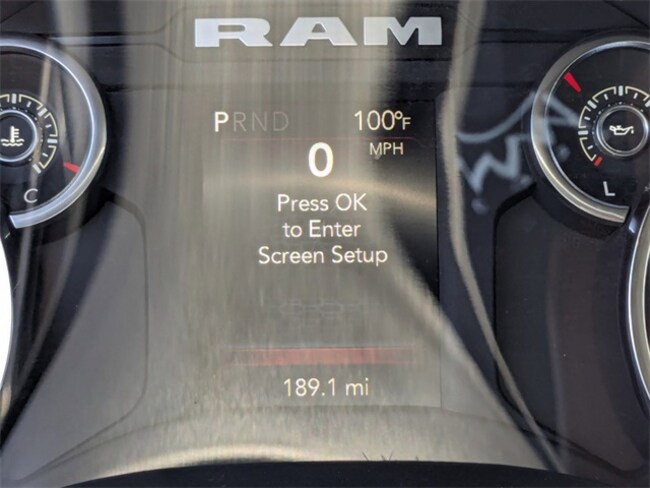 RAM
PRND 100°F
0 MPH
Press OK
to Enter
Screen Setup
C
L
189.1 mi